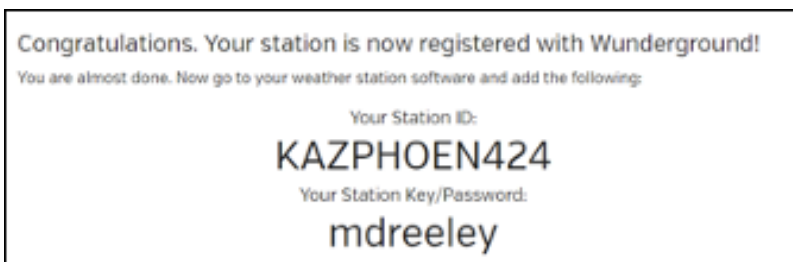 Congratulations. Your station is now registered with Wunderground!
You are almost done. Now go to your weather station software and add the following:
Your Station ID:
KAZPHOEN424
Your Station Key/Password:
mdreeley